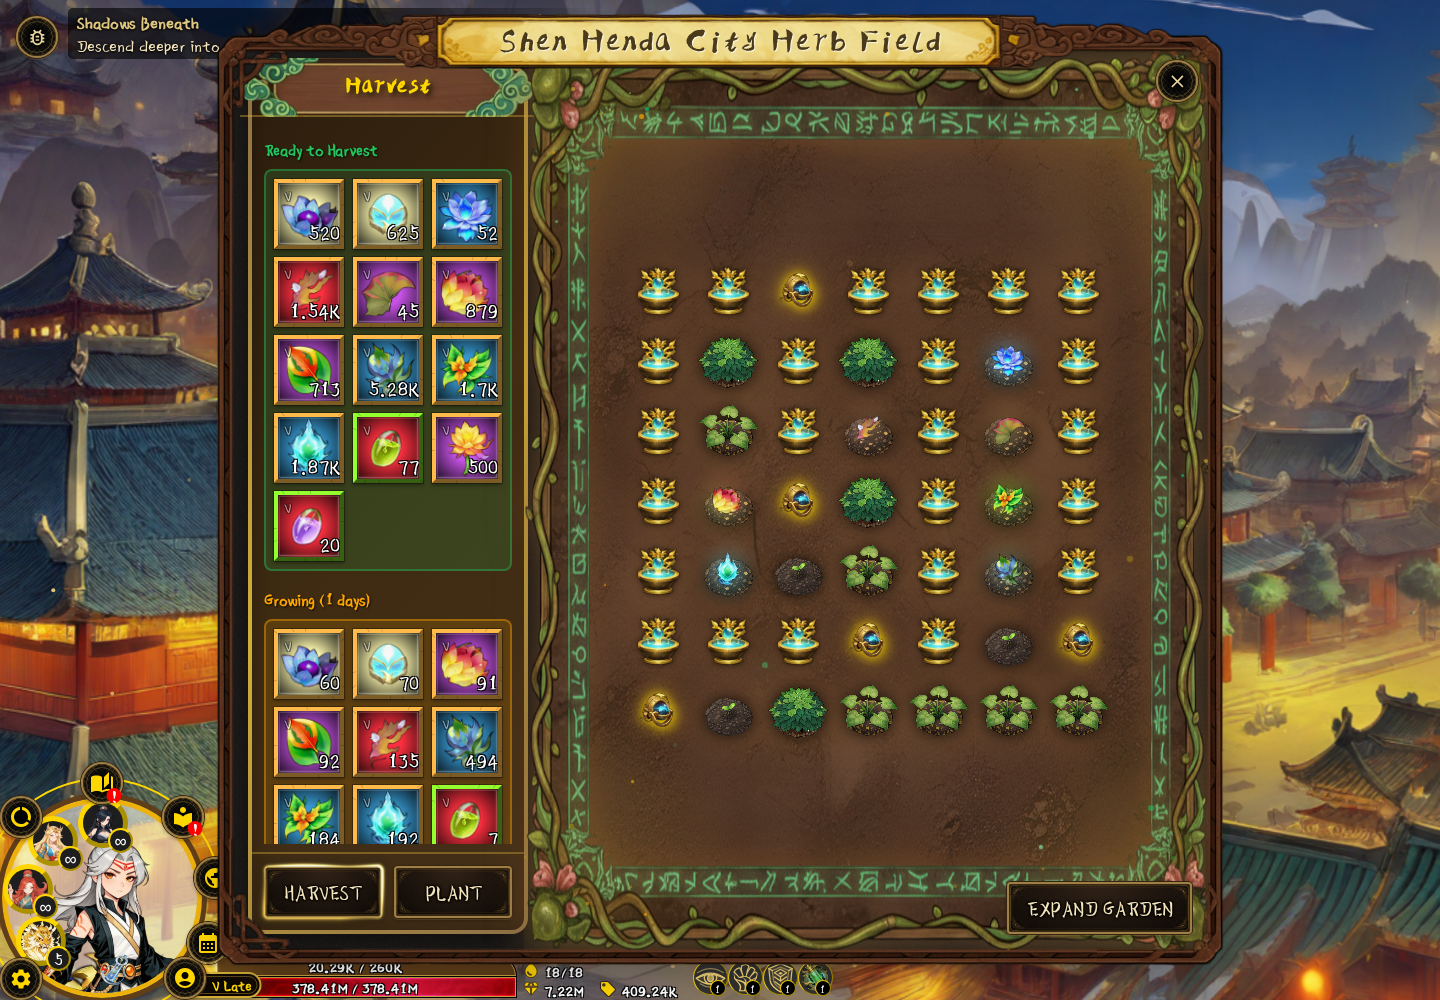 Shadows Beneath
Descend deeper into
Shen Henda City Herb Field
Harvest
Ready to Harvest
V 520
V 625
V 52
V 1.54K
V 45
V 879
V 713
V 5.28K
V 1.7K
V 1.87K
V 77
V 500
V 20
Growing (1 days)
V 60
V 70
V 91
V 92
V 135
V 494
V 184
V 192
V 7
HARVEST
PLANT
EXPAND GARDEN
∞
∞
∞
5
V Late
20.29K / 260K
378.41M / 378.41M
18/18
7.22M
409.24K
f
f
f
f